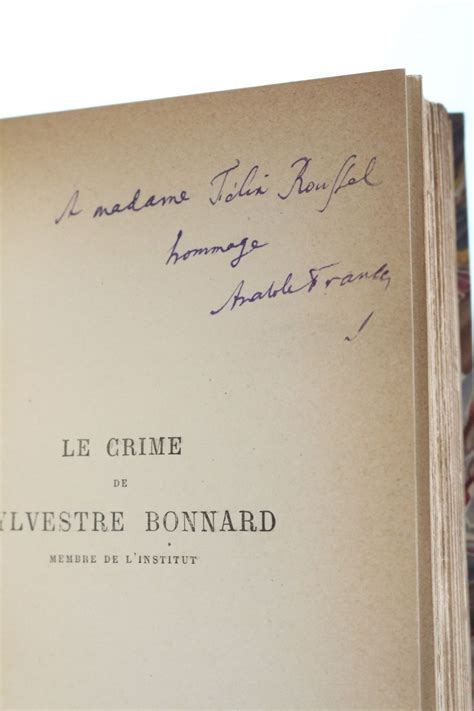 A madame Félix Roussel
hommage
Anatole France
LE CRIME
DE
YLVESTRE BONNARD
MEMBRE DE L'INSTITUT